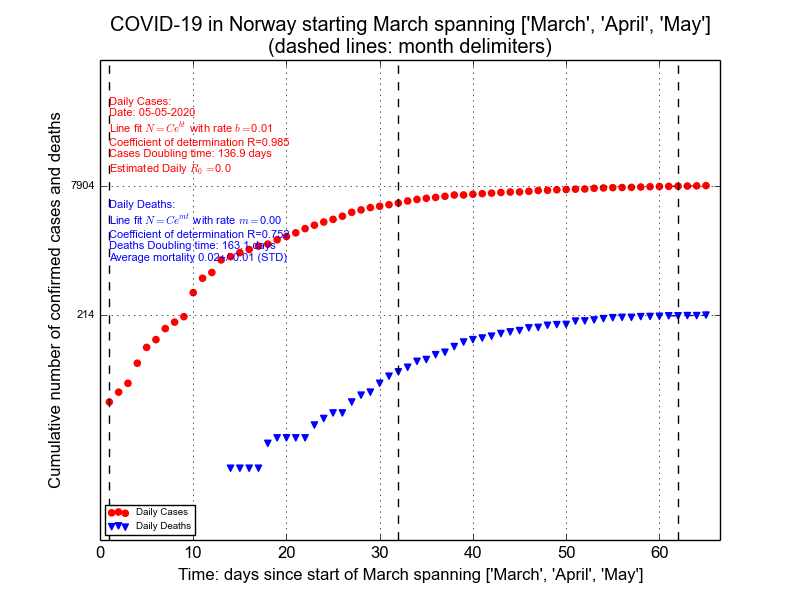 COVID-19 in Norway starting March spanning ['March', 'April', 'May']
(dashed lines: month delimiters)
Cumulative number of confirmed cases and deaths
Daily Cases:
Date: 05-05-2020
Line fit N=Ce^{bt} with rate b=0.01
Coefficient of determination R=0.985
Cases Doubling time: 136.9 days
Estimated Daily R_0=0.0
7904
Daily Deaths:
Line fit N=Ce^{mt} with rate m=0.00
Coefficient of determination R=0.752
Deaths Doubling time: 163.1 days
Average mortality 0.02+/-0.01 (STD)
214
Daily Cases
Daily Deaths
0 10 20 30 40 50 60
Time: days since start of March spanning ['March', 'April', 'May']